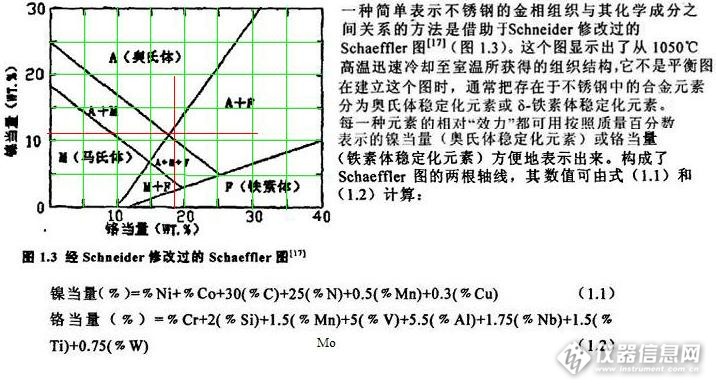 镍当量(WT.%)
30
20
10
0
0
10
20
30
40
铬当量(WT.%)
A(奥氏体)
A+M
A+F
M(马氏体)
A+M+F
M+F
F(铁素体)
一种简单表示不锈钢的金相组织与其化学成分之
间关系的方法是借助于Schneider 修改过的
Schaeffler 图[17](图 1.3)。这个图显示出了从 1050℃
高温迅速冷却至室温所获得的组织结构,它不是平衡图
在建立这个图时,通常把存在于不锈钢中的合金元素
分为奥氏体稳定化元素或 δ-铁素体稳定化元素。
每一种元素的相对“效力”都可用按照质量百分数
表示的镍当量(奥氏体稳定化元素)或铬当量
(铁素体稳定化元素)方便地表示出来。构成了
Schaeffler 图的两根轴线,其数值可由式(1.1)和
(1.2)计算:
图 1.3 经 Schneider 修改过的 Schaeffler 图[17]
镍当量(%)=%Ni+%Co+30(%C)+25(%N)+0.5(%Mn)+0.3(%Cu) (1.1)
铬当量(%)=%Cr+2(%Si)+1.5(%Mn)+5(%V)+5.5(%Al)+1.75(%Nb)+1.5(%
Ti)+0.75(%W) Mo (1.2)
仪器信息网
www.instrument.com.cn